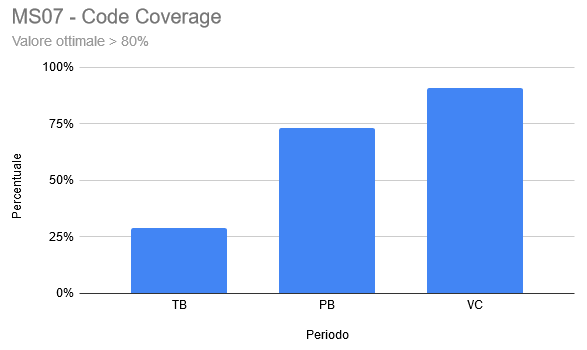 MS07 - Code Coverage
Valore ottimale > 80%
100%
75%
50%
25%
0%
Percentuale
TB
PB
VC
Periodo